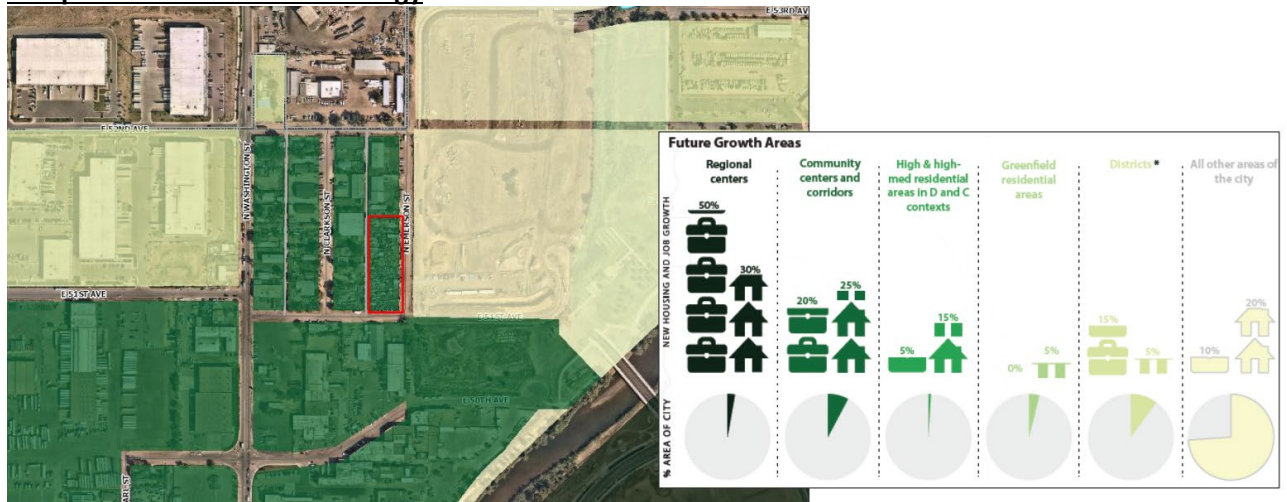 E 53RD AV
E 52ND AVE
N WASHINGTON ST
N CLARKSON ST
N EMERSON ST
E 51ST AVE
E 51ST AVE
E 50TH AVE
ARL ST
Future Growth Areas
Regional
centers
Community
centers and
corridors
High & high-
med residential
areas in D and C
contexts
Greenfield
residential
areas
Districts *
All other areas of
the city
NEW HOUSING AND JOB GROWTH
50%
30%
20%
25%
5%
15%
0%
5%
15%
5%
10%
20%
% AREA OF CITY